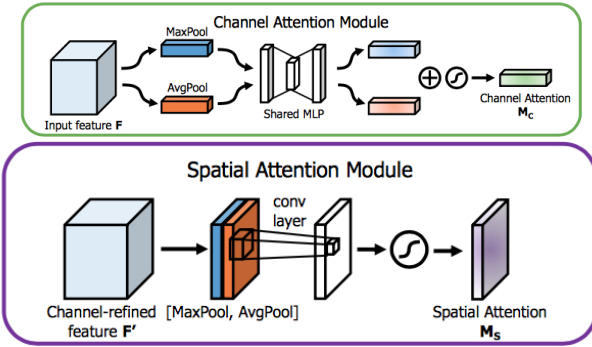 Channel Attention Module
MaxPool
AvgPool
Input feature F
Shared MLP
Channel Attention
Mc
Spatial Attention Module
conv
layer
Channel-refined
feature F’
[MaxPool, AvgPool]
Spatial Attention
Ms